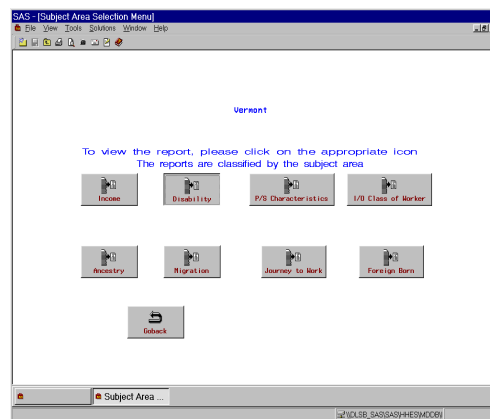 SAS - [Subject Area Selection Menu]
File View Tools Solutions Window Help
Vermont
To view the report, please click on the appropriate icon
The reports are classified by the subject area
Income Disability P/S Characteristics I/O Class of Worker
Ancestry Migration Journey to Work Foreign Born
Goback
Subject Area ...
\\DLSB_SAS\SAS\HHES\MDDB\